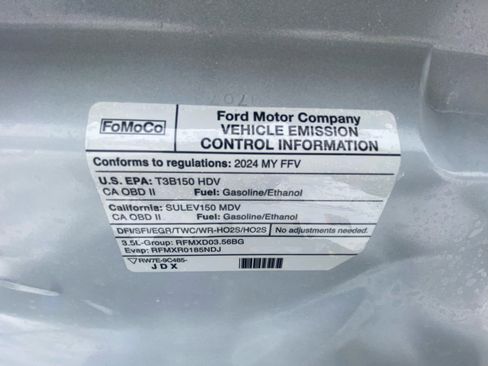 FoMoCo
Ford Motor Company
VEHICLE EMISSION
CONTROL INFORMATION
Conforms to regulations: 2024 MY FFV
U.S. EPA: T3B150 HDV
CA OBD II Fuel: Gasoline/Ethanol
California: SULEV150 MDV
CA OBD II Fuel: Gasoline/Ethanol
DFI/SFI/EGR/TWC/WR-HO2S/HO2S No adjustments needed.
3.5L-Group: RFMXD03.56BG
Evap: RFMXR0185NDJ
RW7E-9C485-
JDX